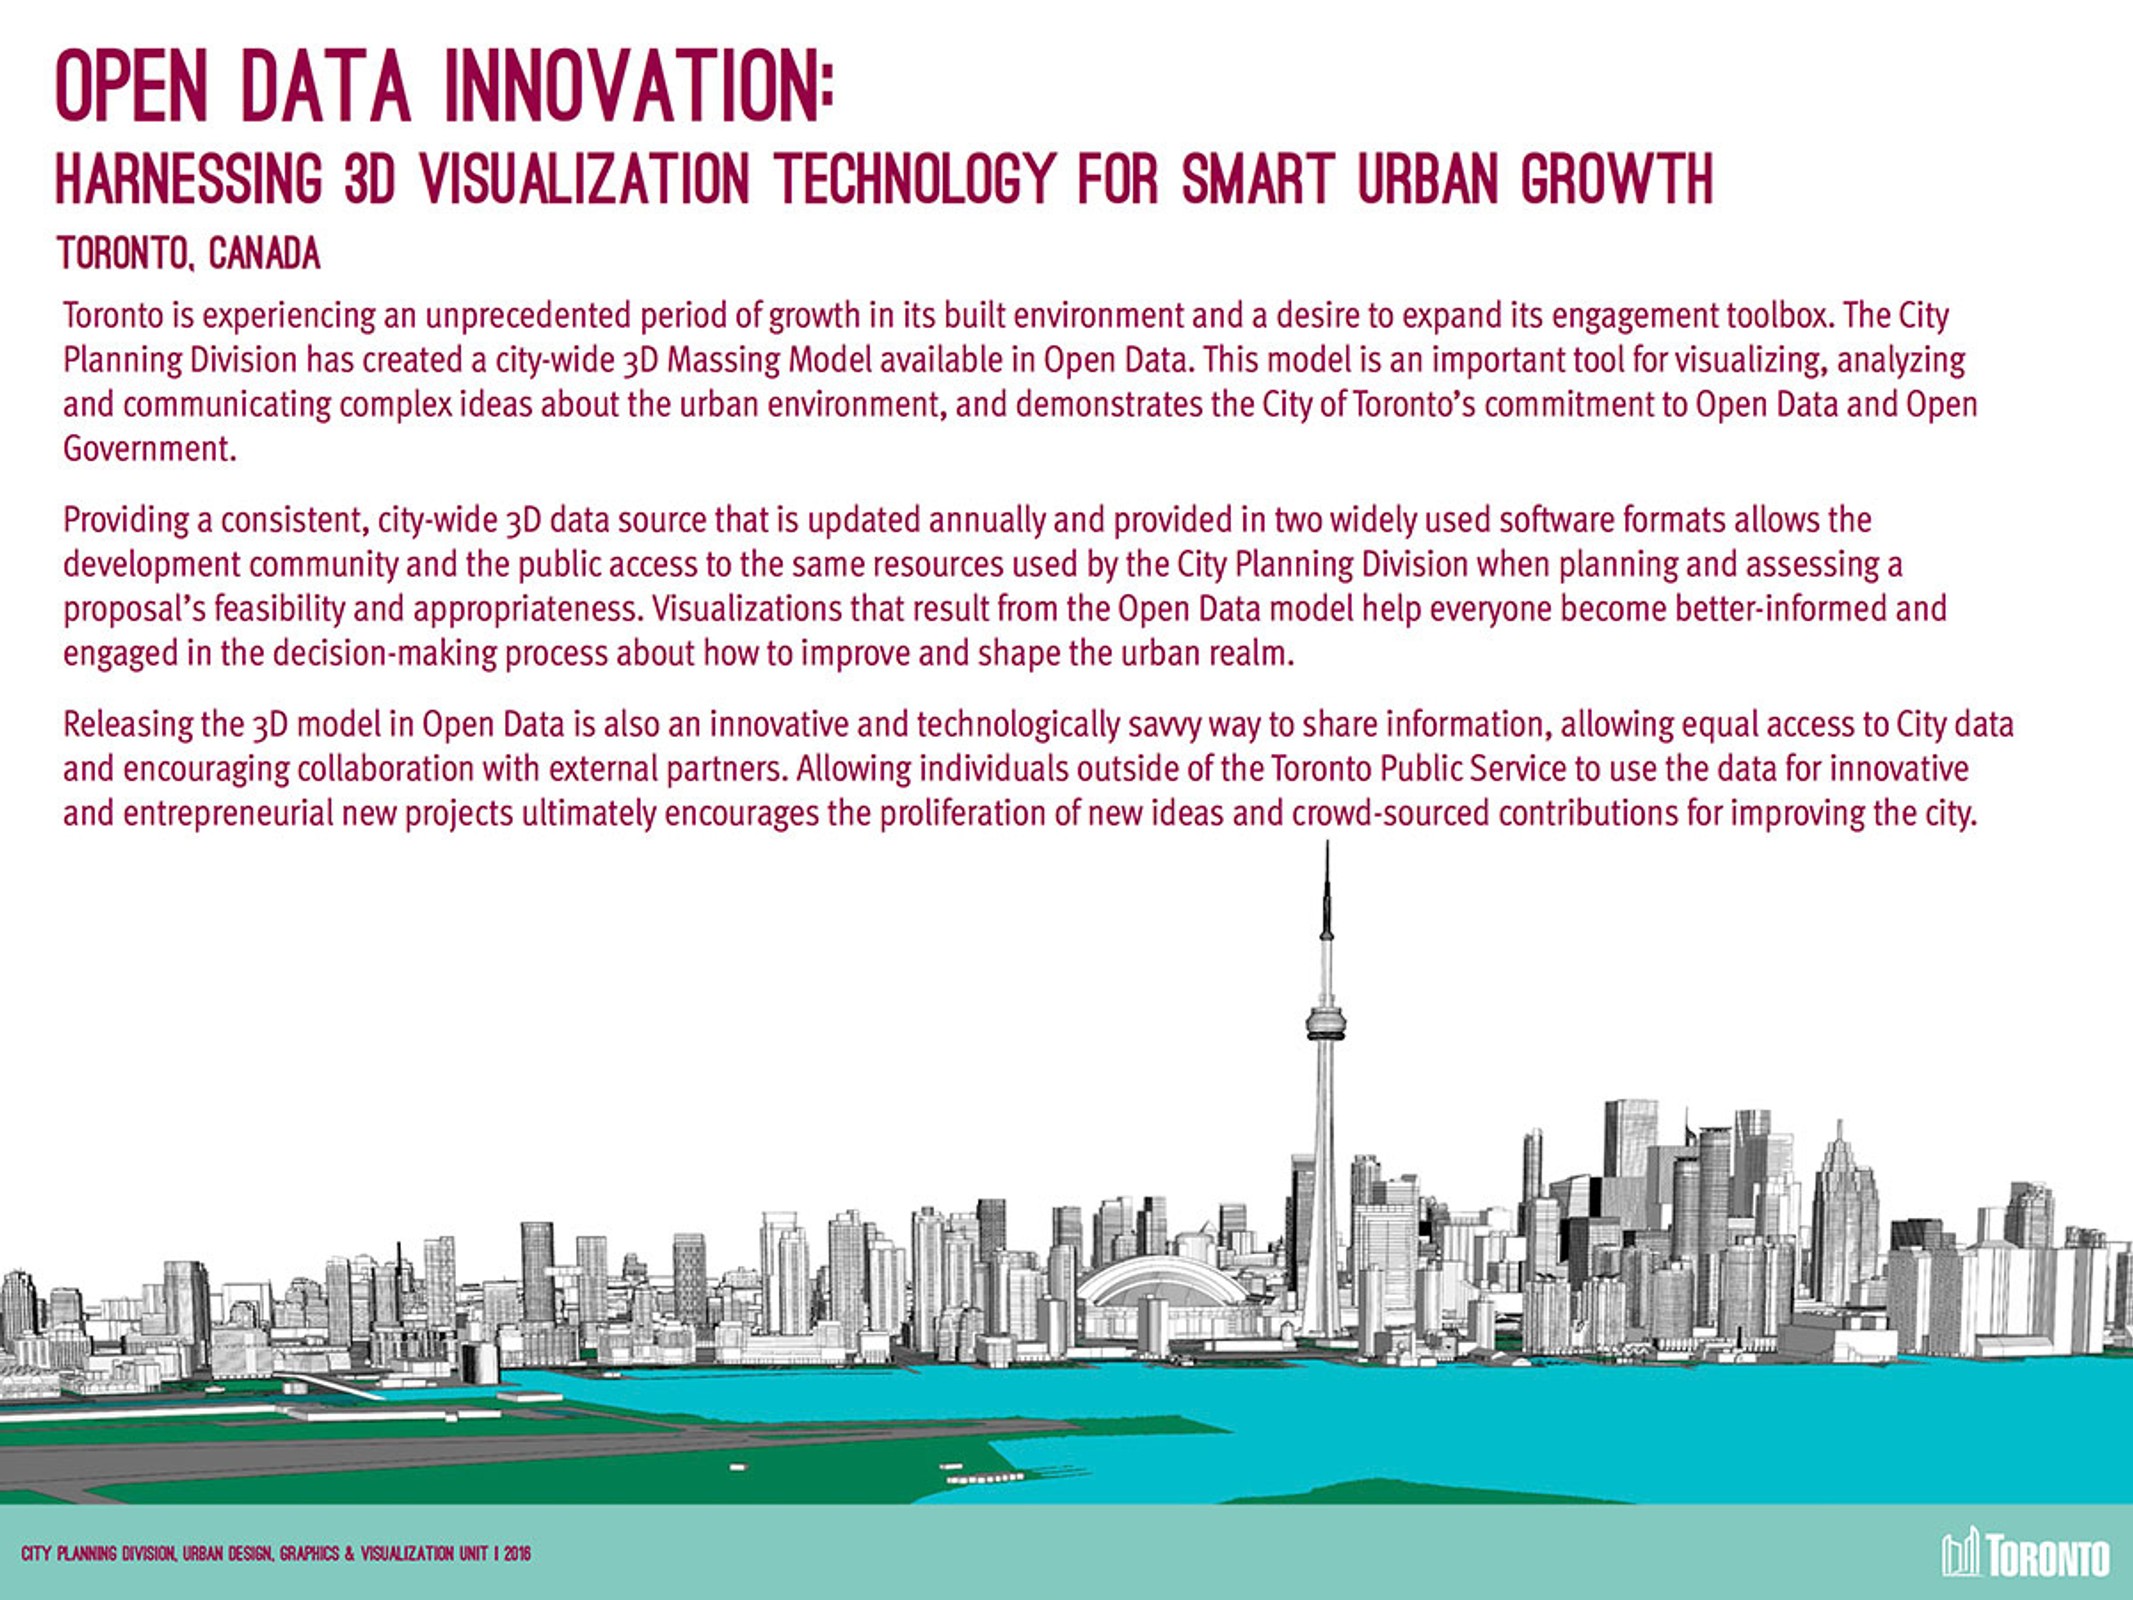 OPEN DATA INNOVATION:
HARNESSING 3D VISUALIZATION TECHNOLOGY FOR SMART URBAN GROWTH
TORONTO, CANADA
Toronto is experiencing an unprecedented period of growth in its built environment and a desire to expand its engagement toolbox. The City
Planning Division has created a city-wide 3D Massing Model available in Open Data. This model is an important tool for visualizing, analyzing
and communicating complex ideas about the urban environment, and demonstrates the City of Toronto's commitment to Open Data and Open
Government.
Providing a consistent, city-wide 3D data source that is updated annually and provided in two widely used software formats allows the
development community and the public access to the same resources used by the City Planning Division when planning and assessing a
proposal's feasibility and appropriateness. Visualizations that result from the Open Data model help everyone become better-informed and
engaged in the decision-making process about how to improve and shape the urban realm.
Releasing the 3D model in Open Data is also an innovative and technologically savvy way to share information, allowing equal access to City data
and encouraging collaboration with external partners. Allowing individuals outside of the Toronto Public Service to use the data for innovative
and entrepreneurial new projects ultimately encourages the proliferation of new ideas and crowd-sourced contributions for improving the city.
CITY PLANNING DIVISION, URBAN DESIGN, GRAPHICS & VISUALIZATION UNIT | 2016
TORONTO